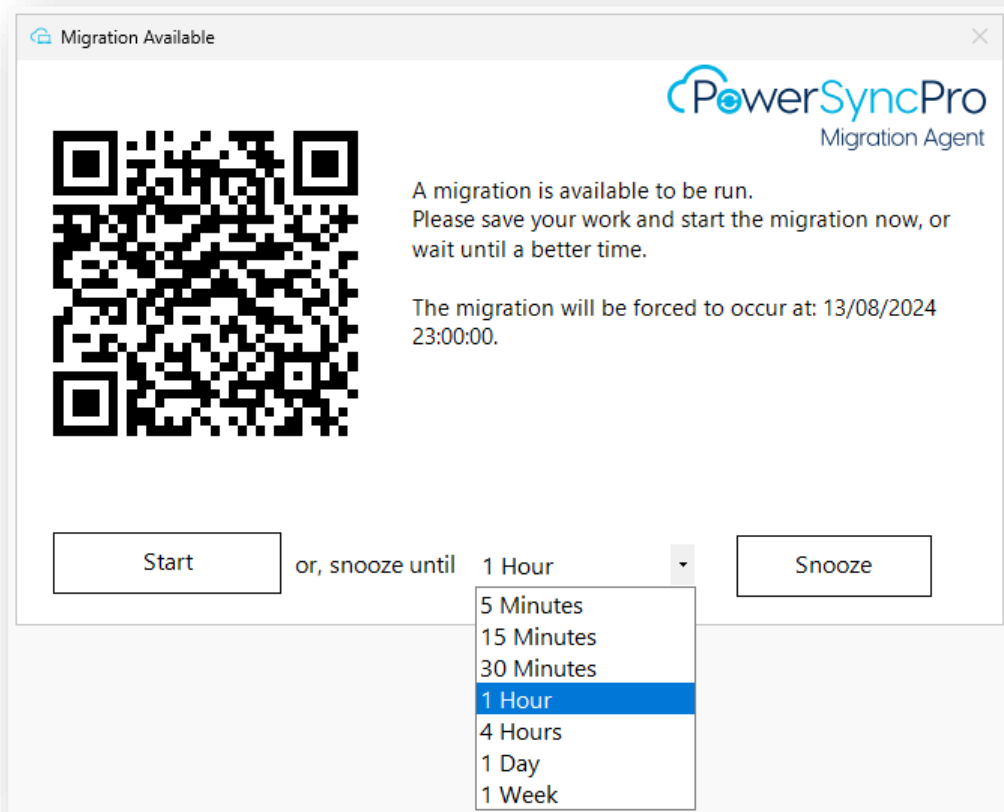 Migration Available
PowerSyncPro
Migration Agent
A migration is available to be run.
Please save your work and start the migration now, or
wait until a better time.
The migration will be forced to occur at: 13/08/2024
23:00:00.
Start or, snooze until 1 Hour Snooze
5 Minutes
15 Minutes
30 Minutes
1 Hour
4 Hours
1 Day
1 Week